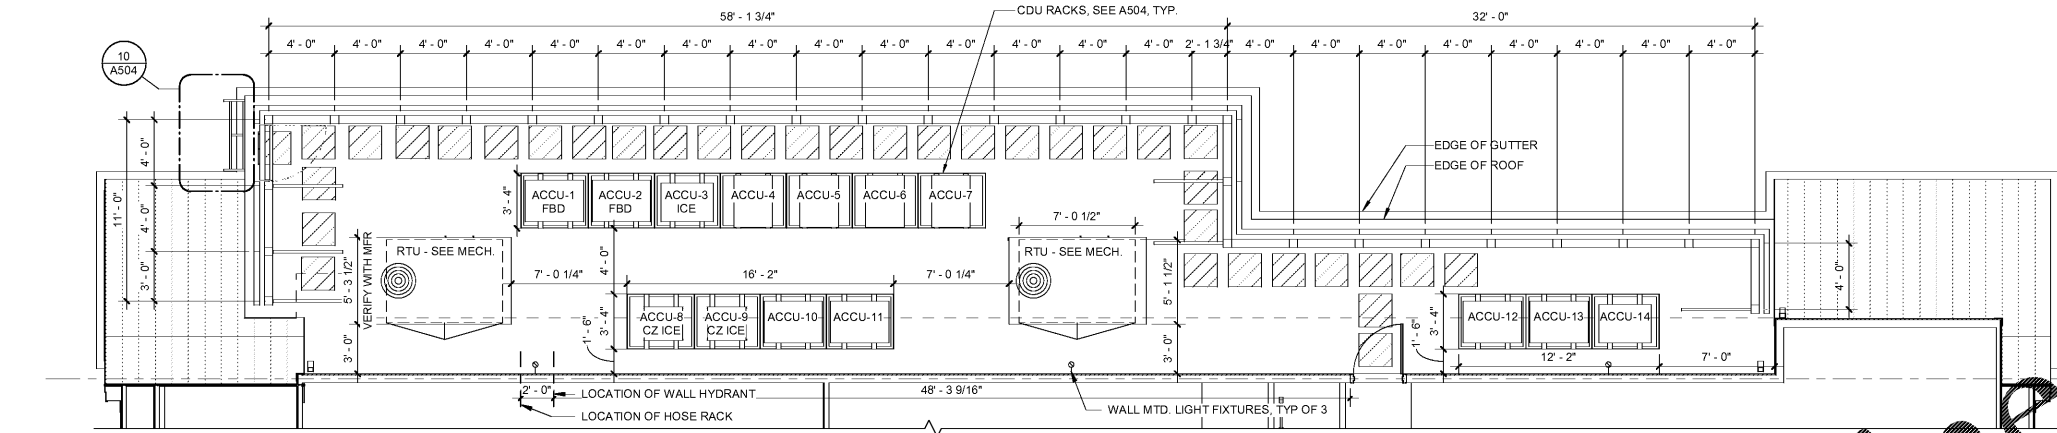 58' - 1 3/4"
CDU RACKS, SEE A504, TYP.
32' - 0"
4' - 0" 4' - 0" 4' - 0" 4' - 0" 4' - 0" 4' - 0" 4' - 0" 4' - 0" 4' - 0" 4' - 0" 4' - 0" 4' - 0" 4' - 0" 4' - 0" 2' - 1 3/4" 4' - 0" 4' - 0" 4' - 0" 4' - 0" 4' - 0" 4' - 0" 4' - 0" 4' - 0"
10
A504
EDGE OF GUTTER
EDGE OF ROOF
11' - 0"
4' - 0"
4' - 0"
3' - 0"
3' - 4"
ACCU-1
FBD
ACCU-2
FBD
ACCU-3
ICE
ACCU-4
ACCU-5
ACCU-6
ACCU-7
7' - 0 1/2"
RTU - SEE MECH.
RTU - SEE MECH.
VERIFY WITH MFR
5' - 3 1/2"
3' - 0"
7' - 0 1/4"
4' - 0"
16' - 2"
7' - 0 1/4"
5' - 1 1/2"
3' - 0"
4' - 0"
1' - 6"
3' - 4"
ACCU-8
CZ ICE
ACCU-9
CZ ICE
ACCU-10
ACCU-11
1' - 6"
3' - 4"
ACCU-12
ACCU-13
ACCU-14
12' - 2"
7' - 0"
2' - 0"
LOCATION OF WALL HYDRANT
48' - 3 9/16"
LOCATION OF HOSE RACK
WALL MTD. LIGHT FIXTURES, TYP OF 3